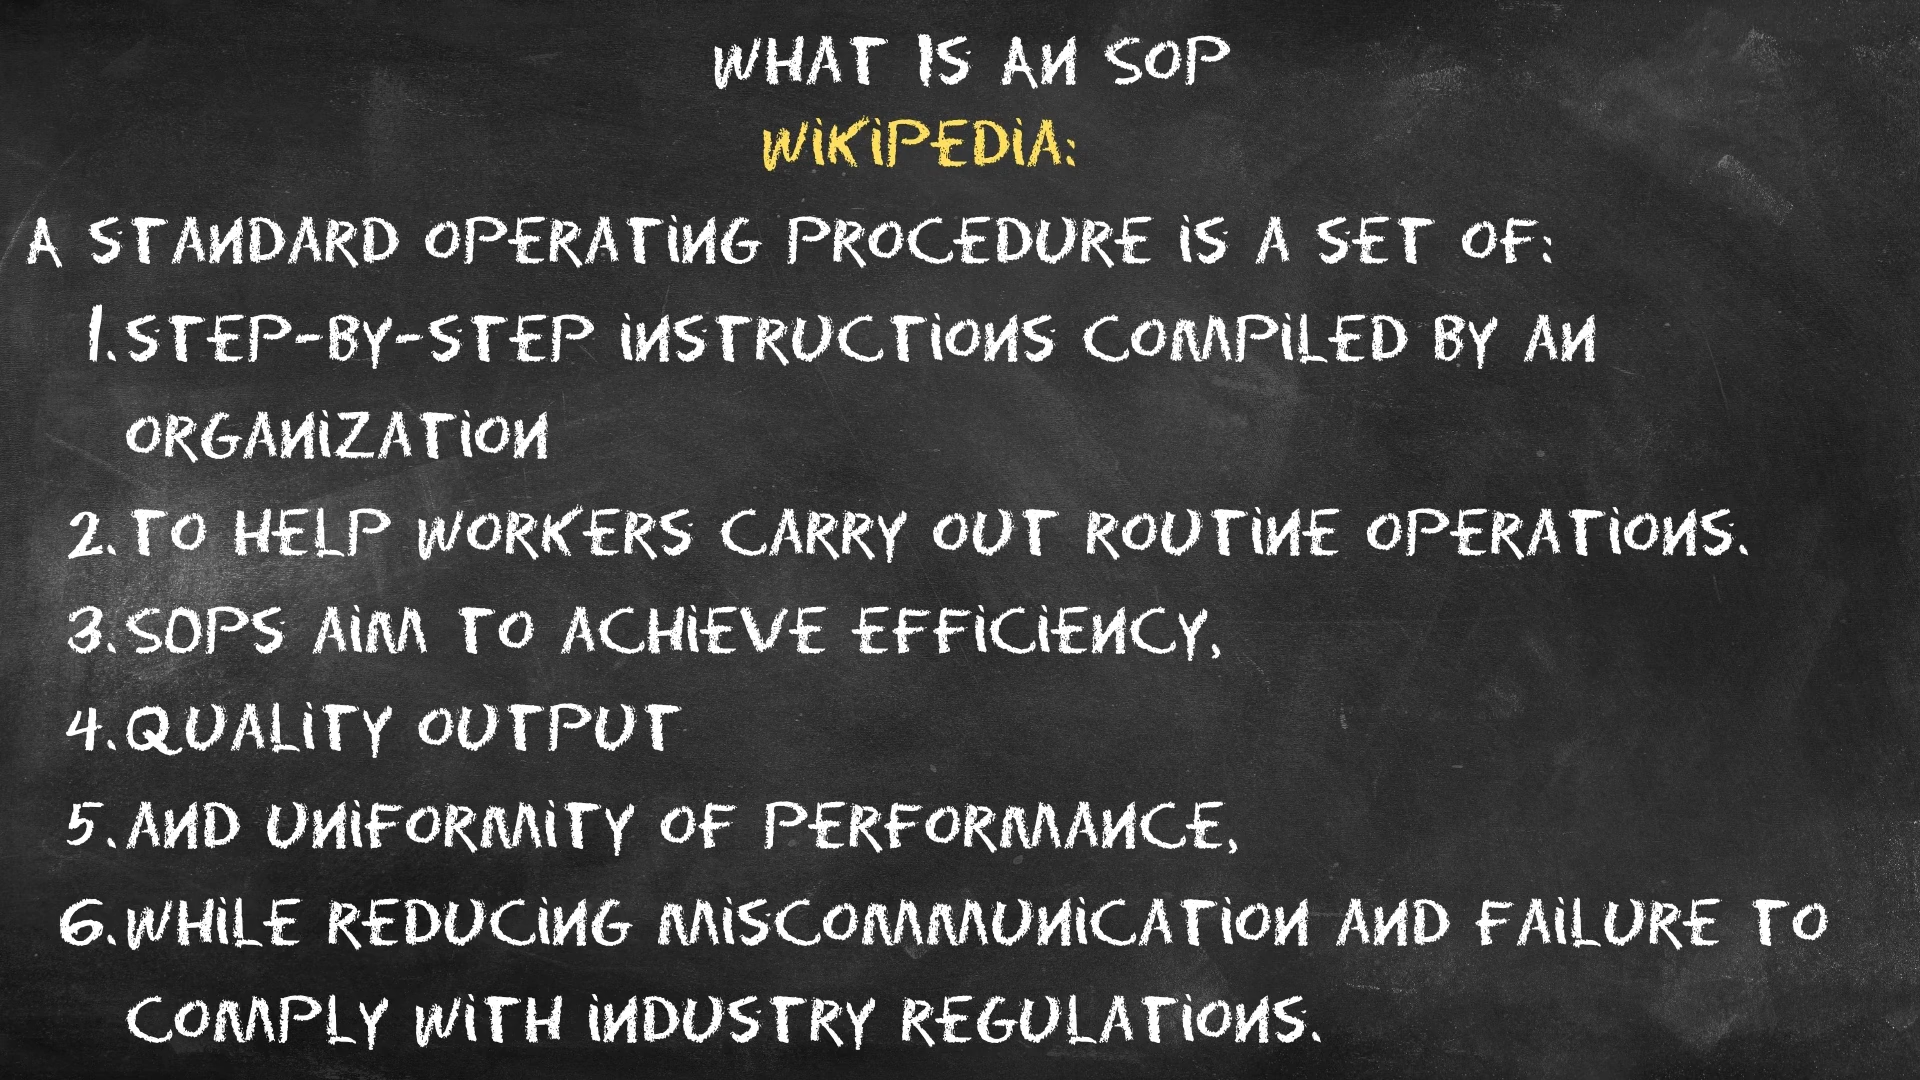 WHAT IS AN SOP
WIKIPEDIA:
A STANDARD OPERATING PROCEDURE IS A SET OF:
1. STEP-BY-STEP INSTRUCTIONS COMPILED BY AN
ORGANIZATION
2. TO HELP WORKERS CARRY OUT ROUTINE OPERATIONS.
3. SOPS AIM TO ACHIEVE EFFICIENCY,
4. QUALITY OUTPUT
5. AND UNIFORMITY OF PERFORMANCE,
6. WHILE REDUCING MISCOMMUNICATION AND FAILURE TO
COMPLY WITH INDUSTRY REGULATIONS.